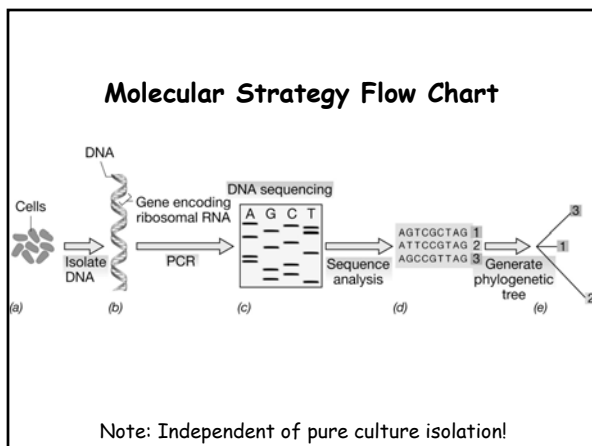 Molecular Strategy Flow Chart
DNA
Cells
Isolate
DNA
Gene encoding
ribosomal RNA
PCR
DNA sequencing
A G C T
Sequence
analysis
AGTCGCTAG 1
ATTCCGTAG 2
AGCCGTTAG 3
Generate
phylogenetic
tree
3
1
2
(a) (b) (c) (d) (e)
Note: Independent of pure culture isolation!